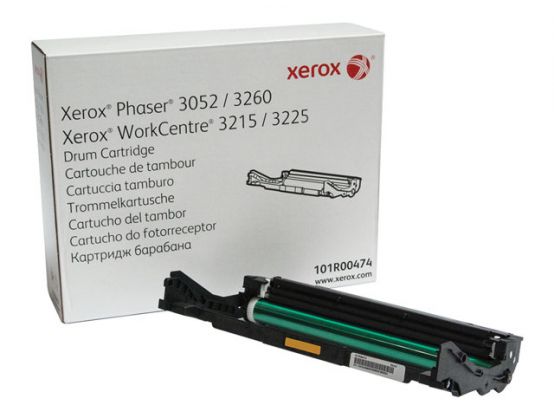 xerox
Xerox® Phaser® 3052 / 3260
Xerox® WorkCentre® 3215 / 3225
Drum Cartridge
Cartouche de tambour
Cartuccia tamburo
Trommelkartusche
Cartucho del tambor
Cartucho do fotorreceptor
Картридж барабана
101R00474
www.xerox.com